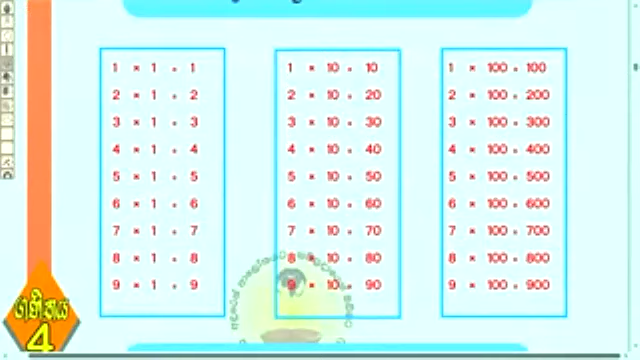 1 × 1 = 1
2 × 1 = 2
3 × 1 = 3
4 × 1 = 4
5 × 1 = 5
6 × 1 = 6
7 × 1 = 7
8 × 1 = 8
9 × 1 = 9
1 × 10 = 10
2 × 10 = 20
3 × 10 = 30
4 × 10 = 40
5 × 10 = 50
6 × 10 = 60
7 × 10 = 70
8 × 10 = 80
9 × 10 = 90
1 × 100 = 100
2 × 100 = 200
3 × 100 = 300
4 × 100 = 400
5 × 100 = 500
6 × 100 = 600
7 × 100 = 700
8 × 100 = 800
9 × 100 = 900
ගණිතය
4